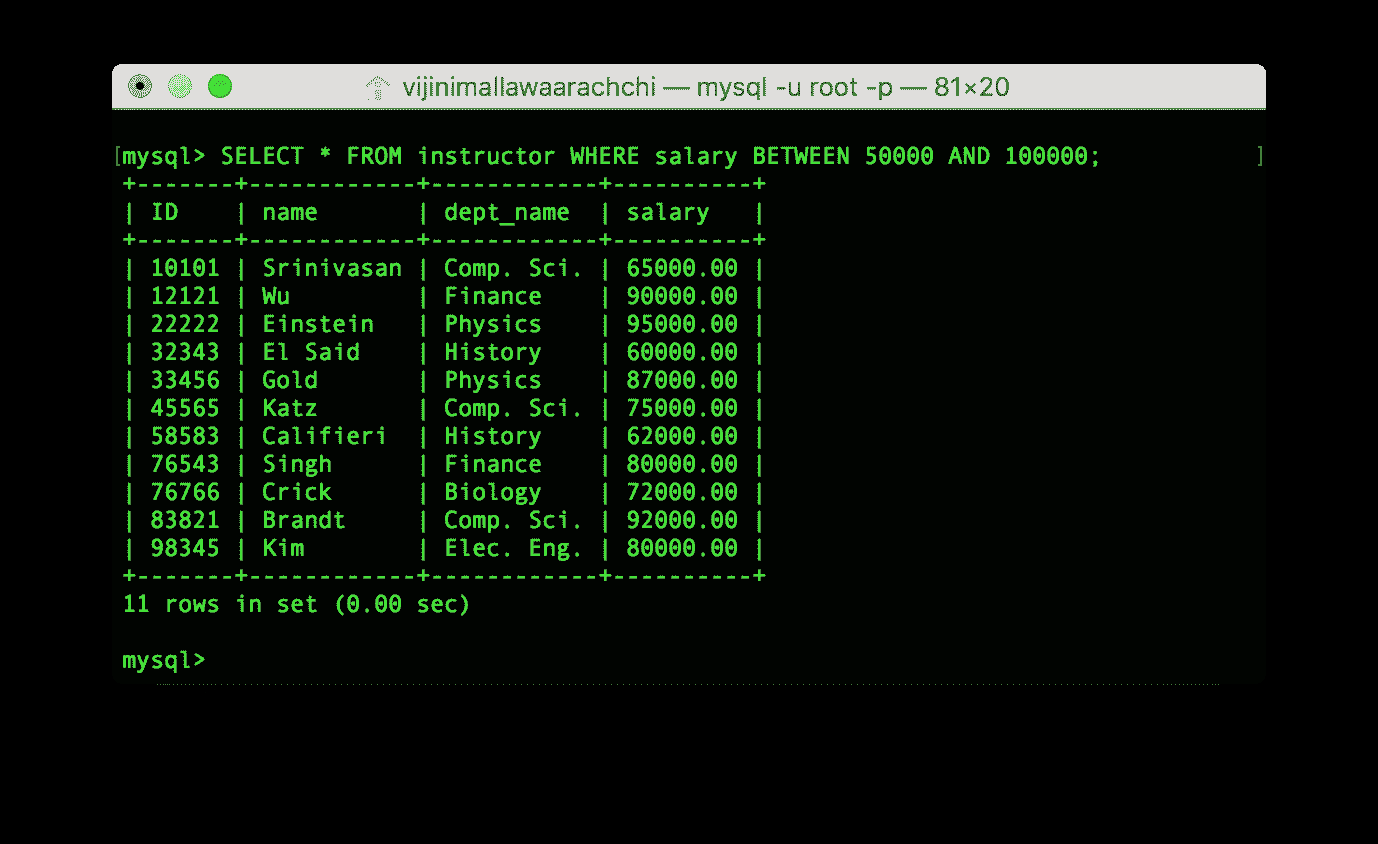 vijinimallawaarachchi — mysql -u root -p — 81×20
[mysql> SELECT * FROM instructor WHERE salary BETWEEN 50000 AND 100000; ]
+-------+------------+------------+----------+
| ID    | name       | dept_name  | salary   |
+-------+------------+------------+----------+
| 10101 | Srinivasan | Comp. Sci. | 65000.00 |
| 12121 | Wu         | Finance    | 90000.00 |
| 22222 | Einstein   | Physics    | 95000.00 |
| 32343 | El Said    | History    | 60000.00 |
| 33456 | Gold       | Physics    | 87000.00 |
| 45565 | Katz       | Comp. Sci. | 75000.00 |
| 58583 | Califieri  | History    | 62000.00 |
| 76543 | Singh      | Finance    | 80000.00 |
| 76766 | Crick      | Biology    | 72000.00 |
| 83821 | Brandt     | Comp. Sci. | 92000.00 |
| 98345 | Kim        | Elec. Eng. | 80000.00 |
+-------+------------+------------+----------+
11 rows in set (0.00 sec)
mysql>